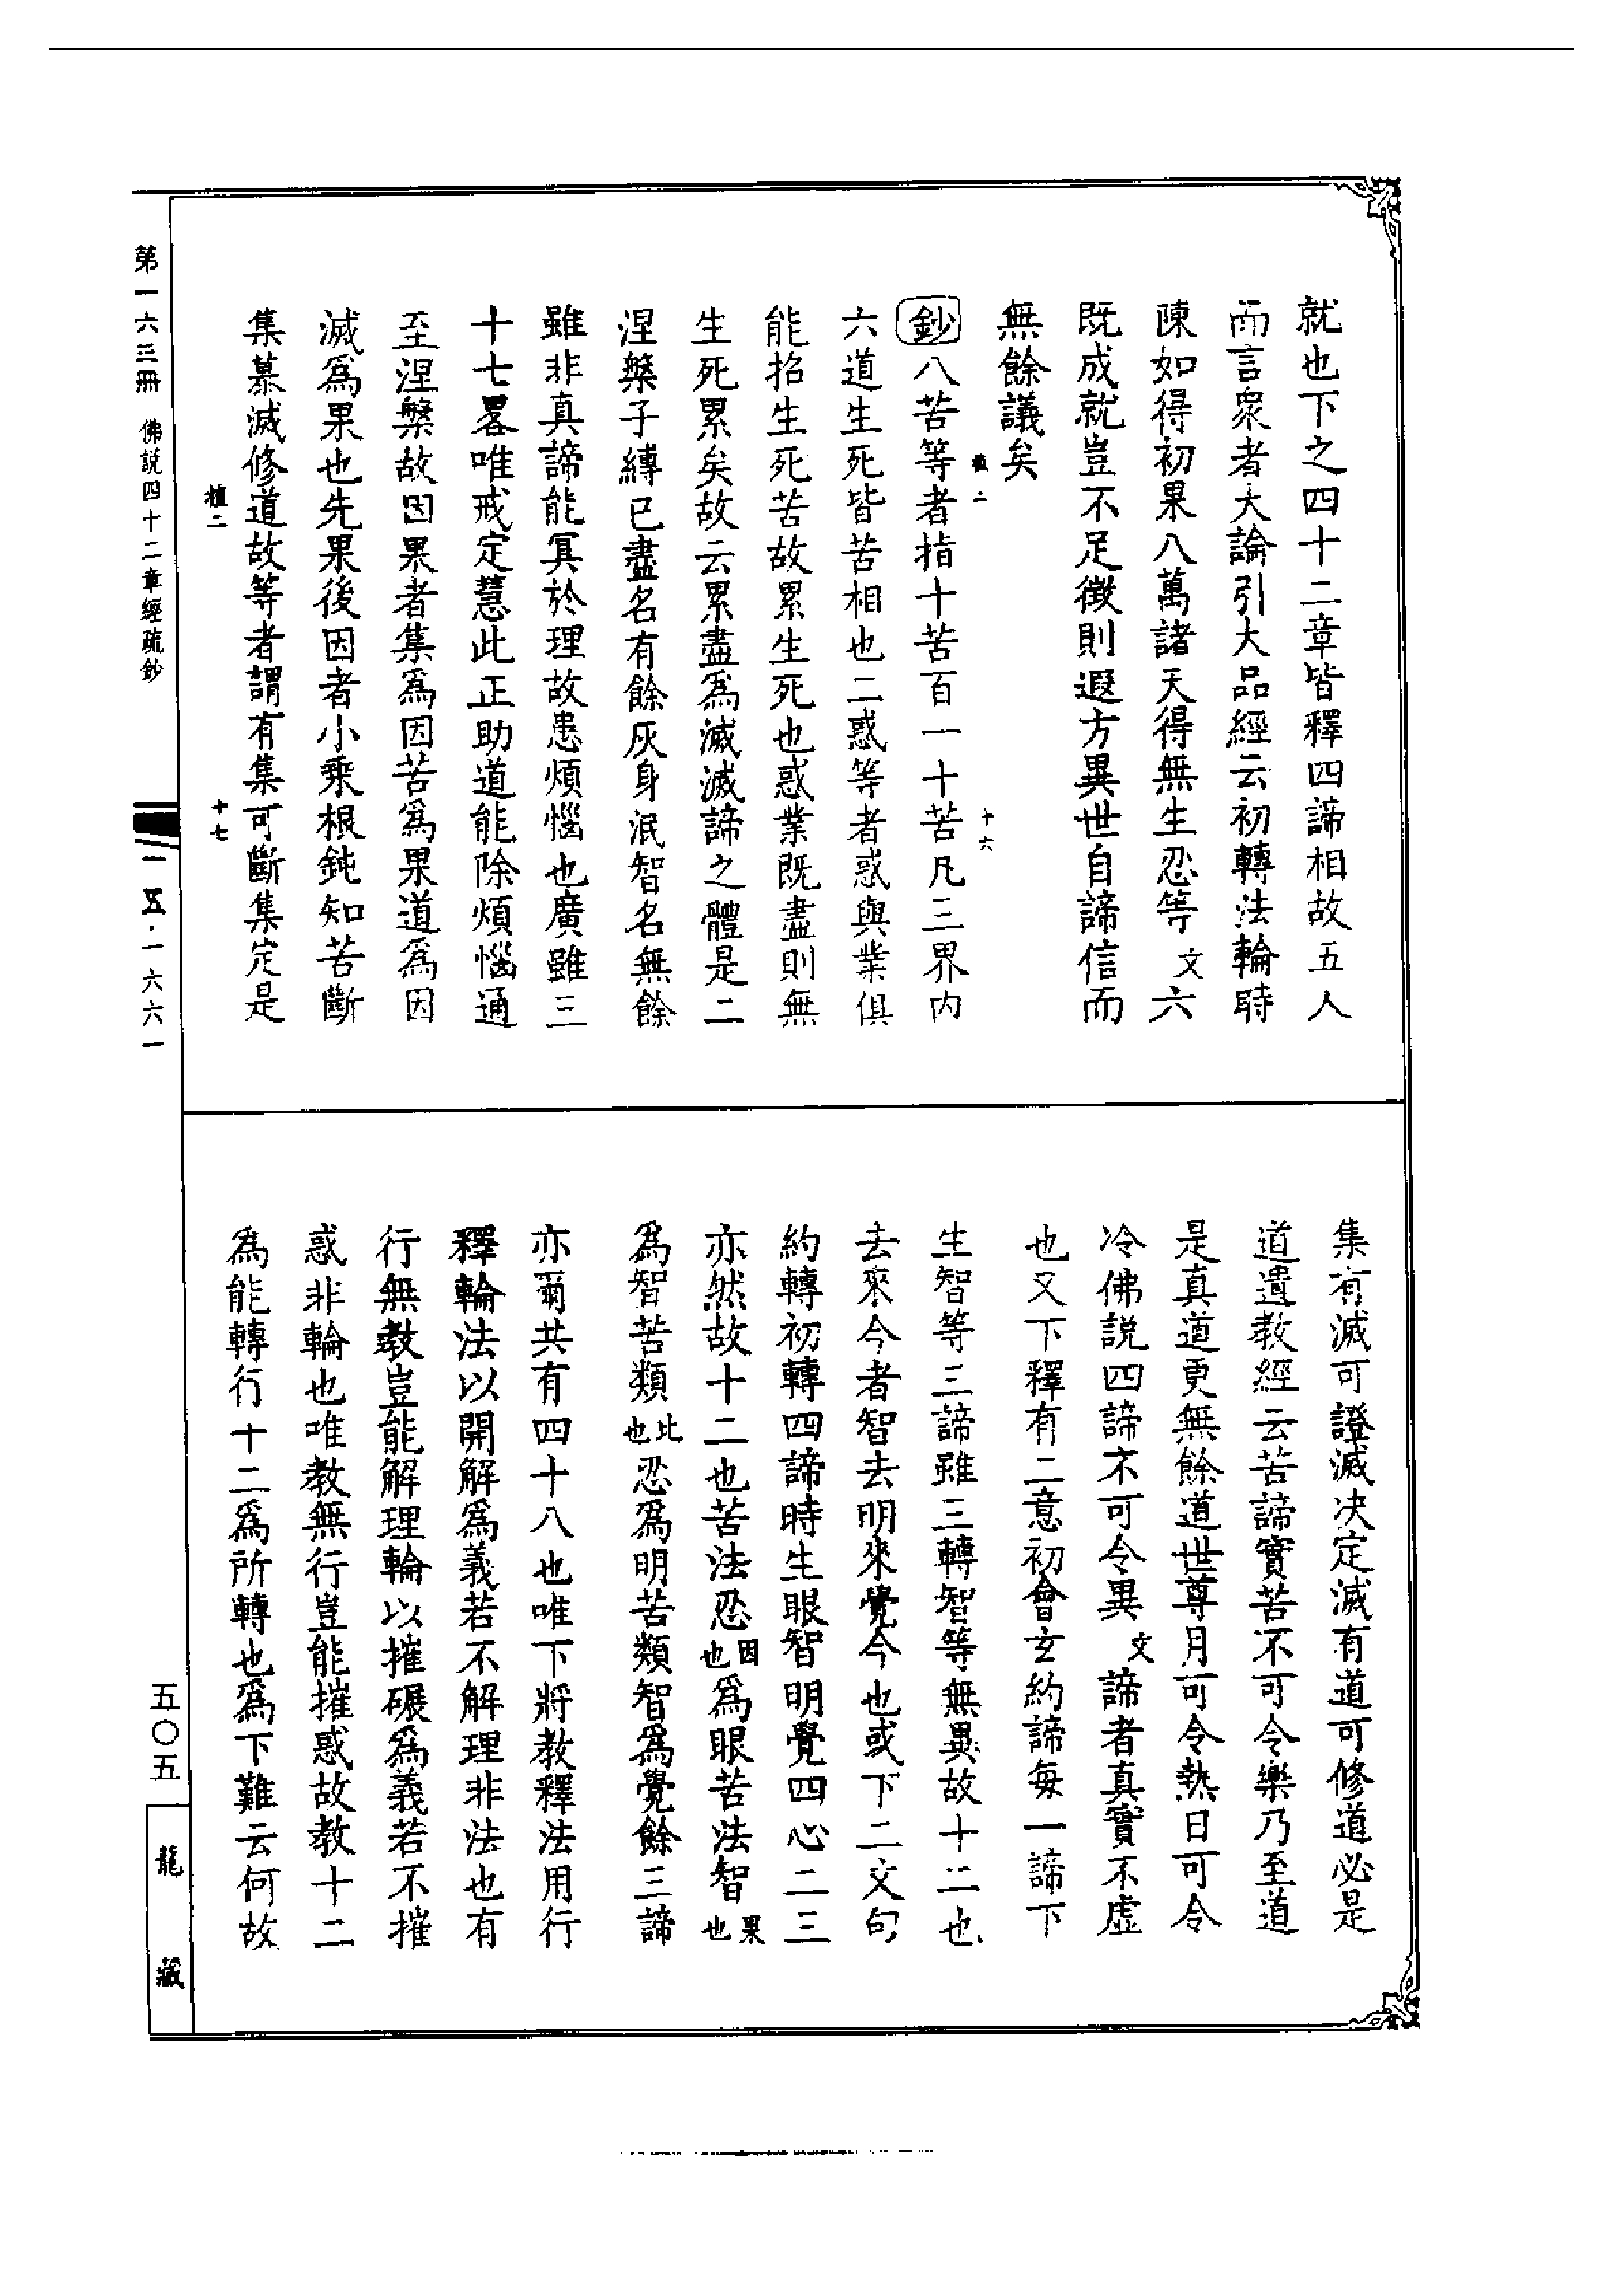 就也下之四十二章皆釋四諦相故五人
而言衆者大論引大品經云初轉法輪時
陳如得初果八萬諸天得無生忍等文六
既成就豈不足徴則遐方異世自諦信而
無餘議矣
二
十六
鈔八苦等者指十苦百一十苦凡三界内
六道生死皆苦相也二惑等者惑與業俱
能招生死苦故累生死也惑業既盡則無
生死累矣故云累盡爲滅滅諦之體是二
涅槃子縛已盡名有餘灰身泯智名無餘
雖非真諦能冥於理故患煩惱也廣雖三
十七畧唯戒定慧此正助道能除煩惱通
至涅槃故因果者集爲因苦爲果道爲因
滅爲果也先果後因者小乘根鈍知苦斷
集慕滅修道故等者謂有集可斷集定是
植二
十七
集有滅可證滅决定滅有道可修道必是
道遺教經云苦諦實苦不可令樂乃至道
是真道更無餘道世尊月可令熱日可令
冷佛説四諦不可令異文諦者真實不虛
也又下釋有二意初會玄約諦每一諦下
生智等三諦雖三轉智等無異故十二也
去來今者智去明來覺今也或下二文句
約轉初轉四諦時生眼智明覺四心二三
亦然故十二也苦法忍因也爲眼苦法智果也
爲智苦類比也忍爲明苦類智爲覺餘三諦
亦爾共有四十八也唯下將教釋法用行
釋輪法以開解爲義若不解理非法也有
行無教豈能解理輪以摧碾爲義若不摧
惑非輪也唯教無行豈能摧惑故教十二
爲能轉行十二爲所轉也爲下難云何故
第一六三冊 佛説四十二章經疏鈔
一五·一六六一
五〇五
龍藏